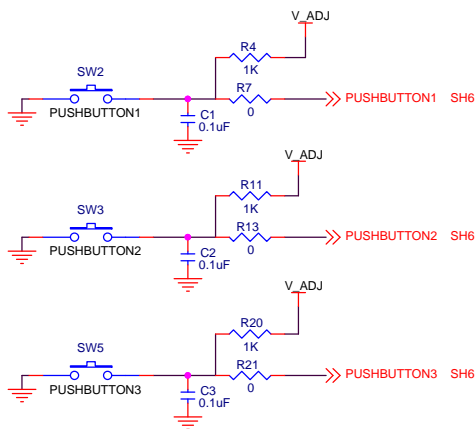 V_ADJ
R4
1K
SW2
R7
PUSHBUTTON1
0
PUSHBUTTON1 SH6
C1
0.1uF
V_ADJ
R11
1K
SW3
R13
PUSHBUTTON2
0
PUSHBUTTON2 SH6
C2
0.1uF
V_ADJ
R20
1K
SW5
R21
PUSHBUTTON3
0
PUSHBUTTON3 SH6
C3
0.1uF